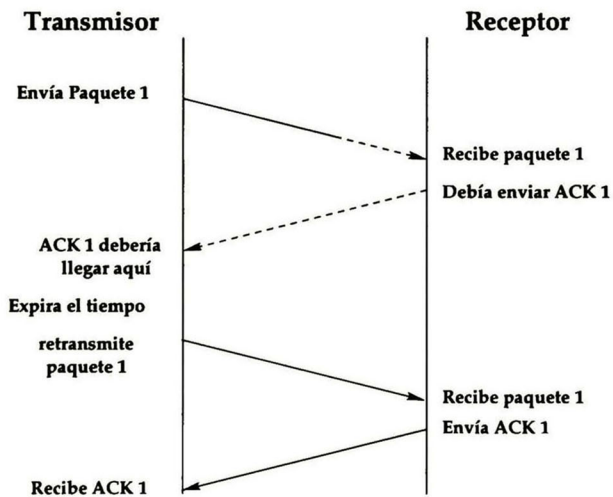 Transmisor
Receptor
Envía Paquete 1
Recibe paquete 1
Debía enviar ACK 1
ACK 1 debería
llegar aquí
Expira el tiempo
retransmite
paquete 1
Recibe paquete 1
Envía ACK 1
Recibe ACK 1